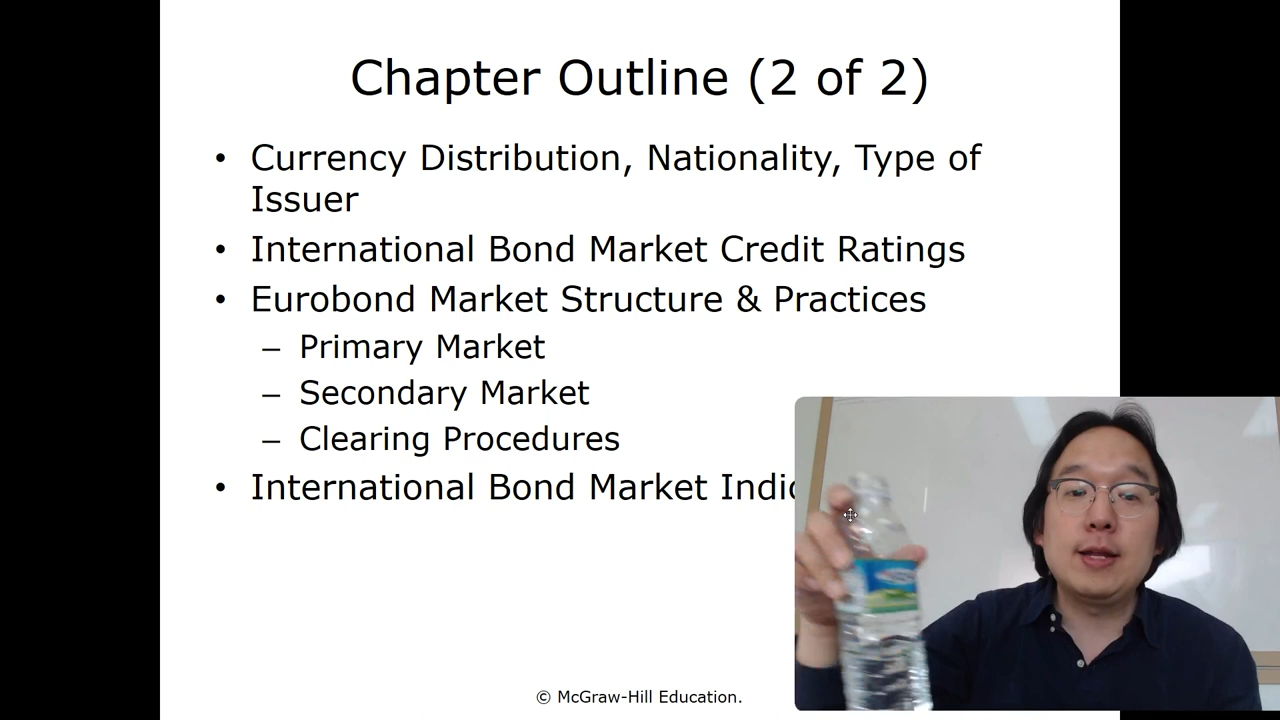 Chapter Outline (2 of 2)
• Currency Distribution, Nationality, Type of
Issuer
• International Bond Market Credit Ratings
• Eurobond Market Structure & Practices
– Primary Market
– Secondary Market
– Clearing Procedures
• International Bond Market
© McGraw-Hill Education.